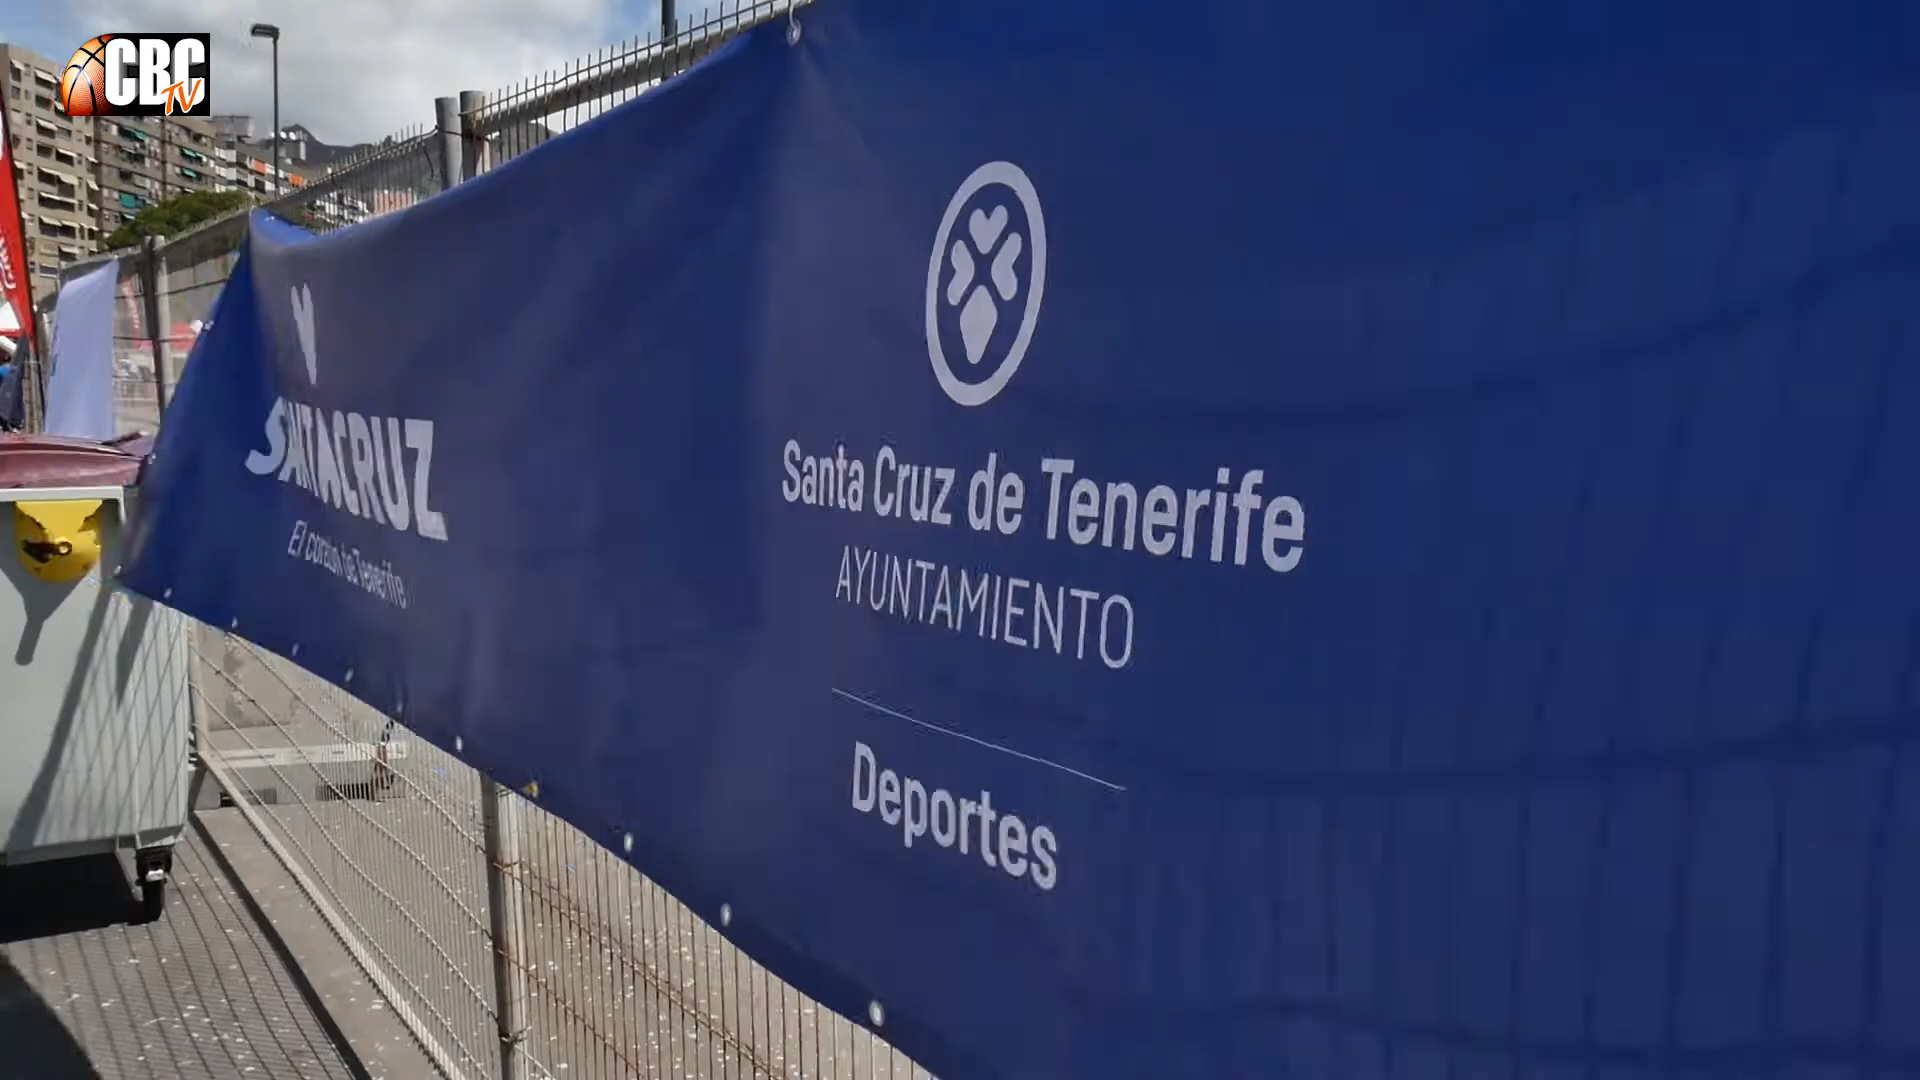 CBC
TV
SANTACRUZ
El corazón de Tenerife
Santa Cruz de Tenerife
AYUNTAMIENTO
Deportes